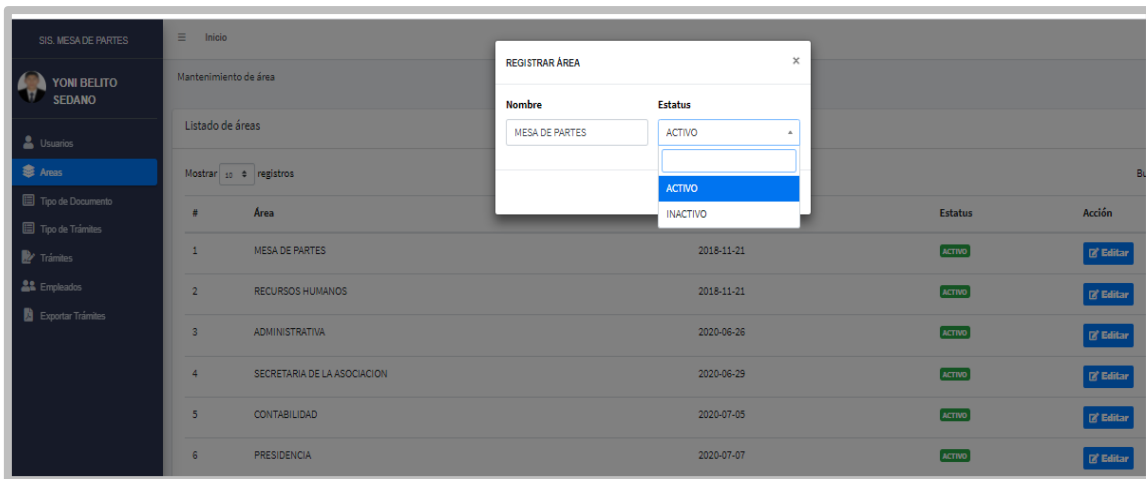 SIS. MESA DE PARTES
YONI BELITO
SEDANO
Usuarios
Areas
Tipo de Documento
Tipo de Trámites
Trámites
Empleados
Exportar Trámites
Inicio
Mantenimiento de área
Listado de áreas
Mostrar 10 registros
Bu
REGISTRAR ÁREA ×
Nombre Estatus
MESA DE PARTES ACTIVO
ACTIVO
INACTIVO
# Área Estatus Acción
1 MESA DE PARTES 2018-11-21 ACTIVO Editar
2 RECURSOS HUMANOS 2018-11-21 ACTIVO Editar
3 ADMINISTRATIVA 2020-06-26 ACTIVO Editar
4 SECRETARIA DE LA ASOCIACION 2020-06-29 ACTIVO Editar
5 CONTABILIDAD 2020-07-05 ACTIVO Editar
6 PRESIDENCIA 2020-07-07 ACTIVO Editar